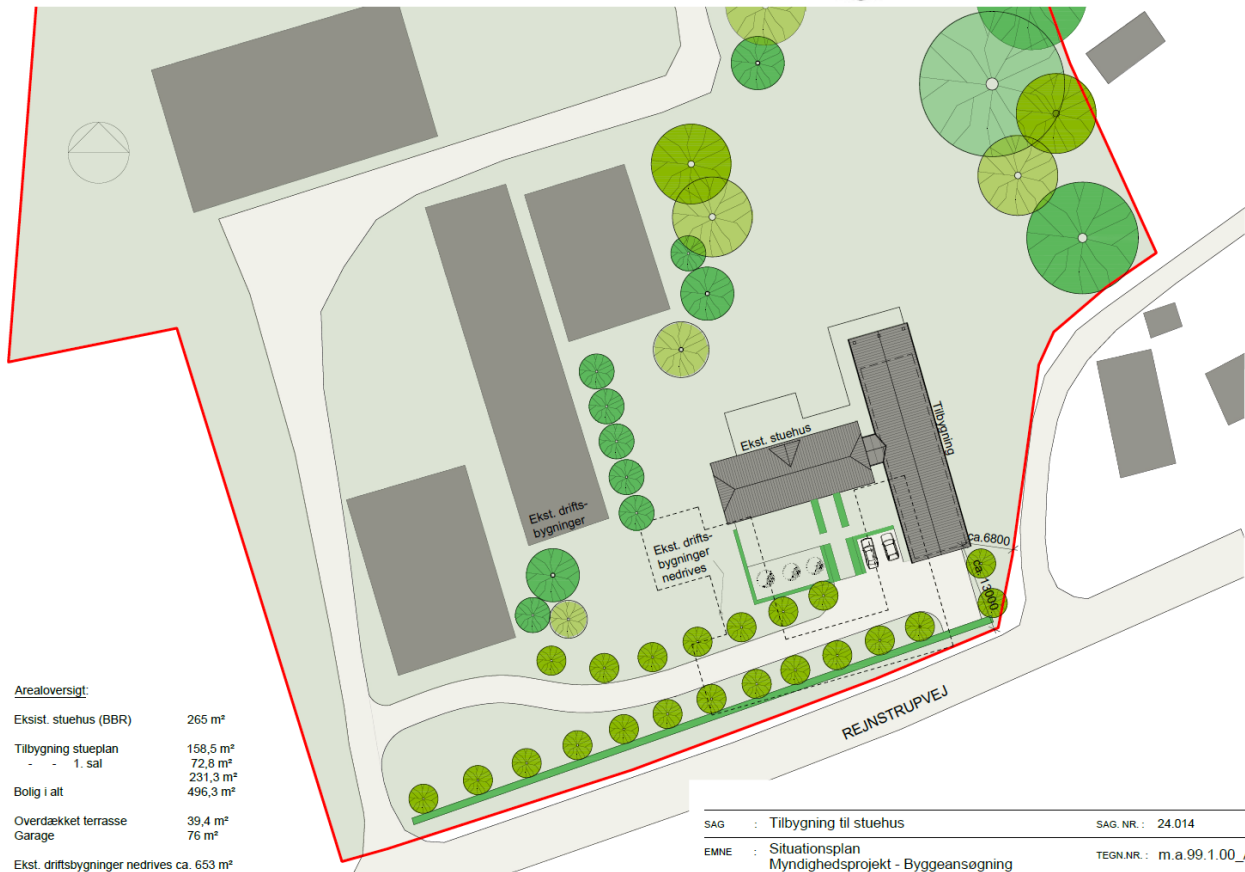 Ekst. stuehus
Tilbygning
Ekst. drifts-
bygninger
Ekst. drifts-
bygninger
nedrives
ca.6800
ca.13000
REJNSTRUPVEJ
Arealoversigt:
Eksist. stuehus (BBR) 265 m²
Tilbygning stueplan 158,5 m²
- - 1. sal 72,8 m²
231,3 m²
Bolig i alt 496,3 m²
Overdækket terrasse 39,4 m²
Garage 76 m²
Ekst. driftsbygninger nedrives ca. 653 m²
SAG : Tilbygning til stuehus SAG. NR. : 24.014
EMNE : Situationsplan TEGN.NR. : m.a.99.1.00_
Myndighedsprojekt - Byggeansøgning